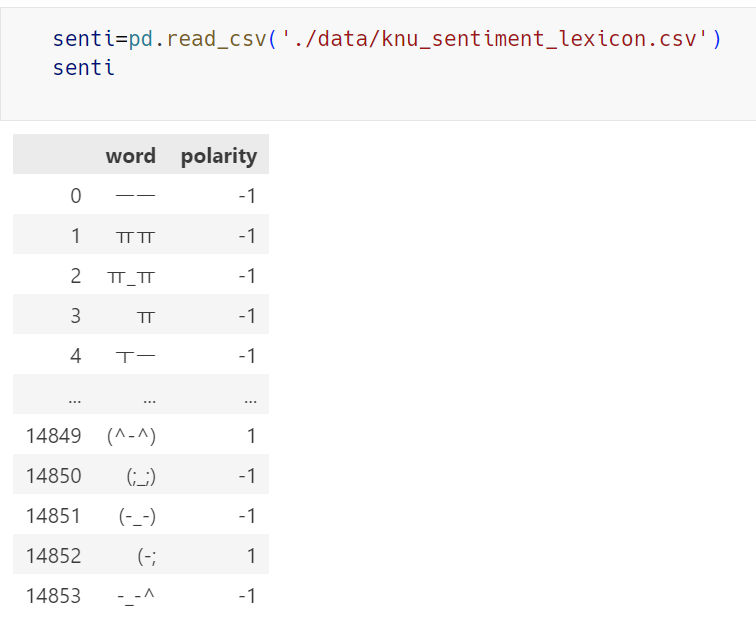 senti=pd.read_csv('./data/knu_sentiment_lexicon.csv')
senti
word polarity
0 ㅡㅡ -1
1 ㅠㅠ -1
2 ㅠ_ㅠ -1
3 ㅠ -1
4 ㅜㅡ -1
... ... ...
14849 (^-^) 1
14850 (;_;) -1
14851 (-_-) -1
14852 (-; 1
14853 -_-^ -1